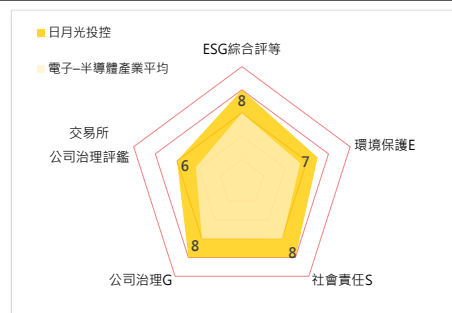 日月光投控
電子–半導體產業平均
ESG綜合評等
8
環境保護E
7
社會責任S
8
公司治理G
8
交易所
公司治理評鑑
6